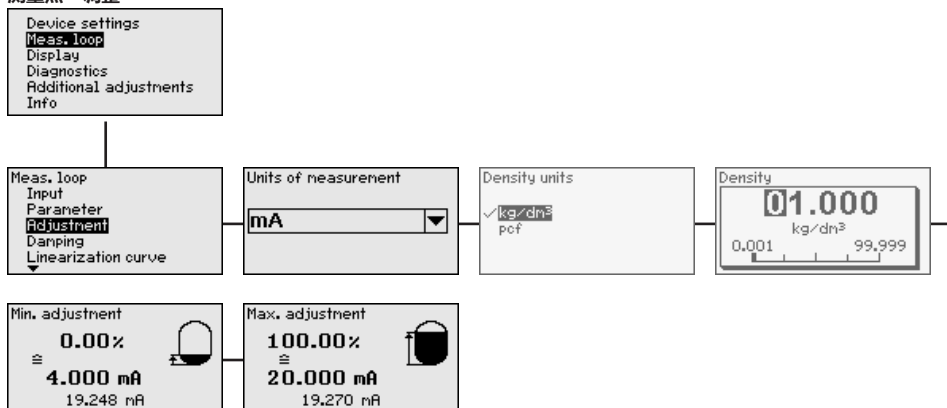 Device settings
Meas. loop
Display
Diagnostics
Additional adjustments
Info
Meas. loop
Input
Parameter
Adjustment
Damping
Linearization curve
Units of measurement
mA
Density units
kg/dm³
pcf
Density
01.000
kg/dm³
0.001 99.999
Min. adjustment
0.00%
≙
4.000 mA
19.248 mA
Max. adjustment
100.00%
≙
20.000 mA
19.270 mA